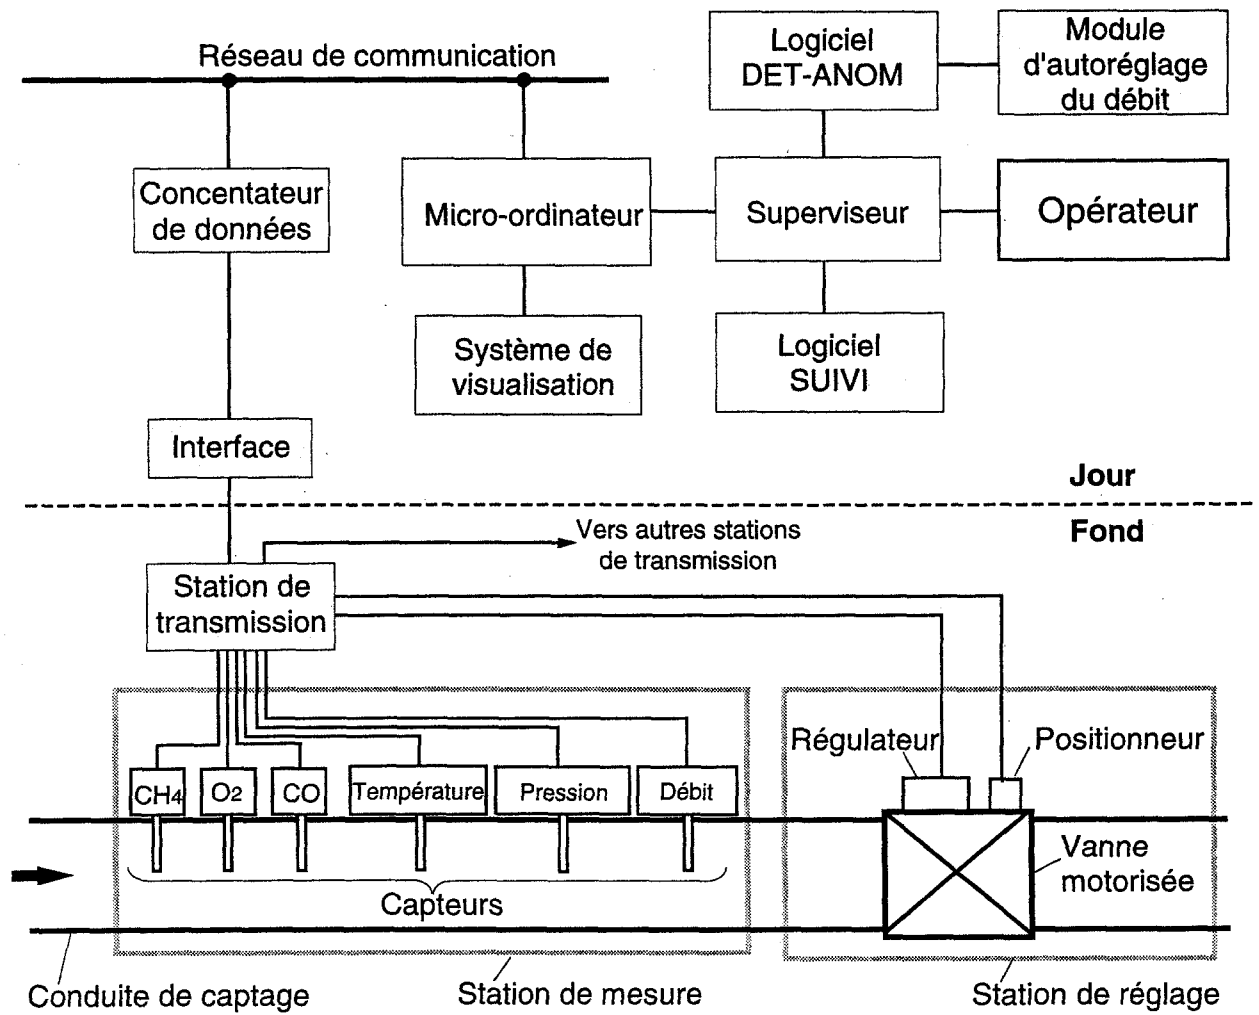 Réseau de communication
Logiciel
DET-ANOM
Module
d'autoréglage
du débit
Concentateur
de données
Micro-ordinateur
Superviseur
Opérateur
Système de
visualisation
Logiciel
SUIVI
Interface
Jour
Fond
Vers autres stations
de transmission
Station de
transmission
Régulateur
Positionneur
CH4
O2
CO
Température
Pression
Débit
Vanne
motorisée
Capteurs
Conduite de captage
Station de mesure
Station de réglage